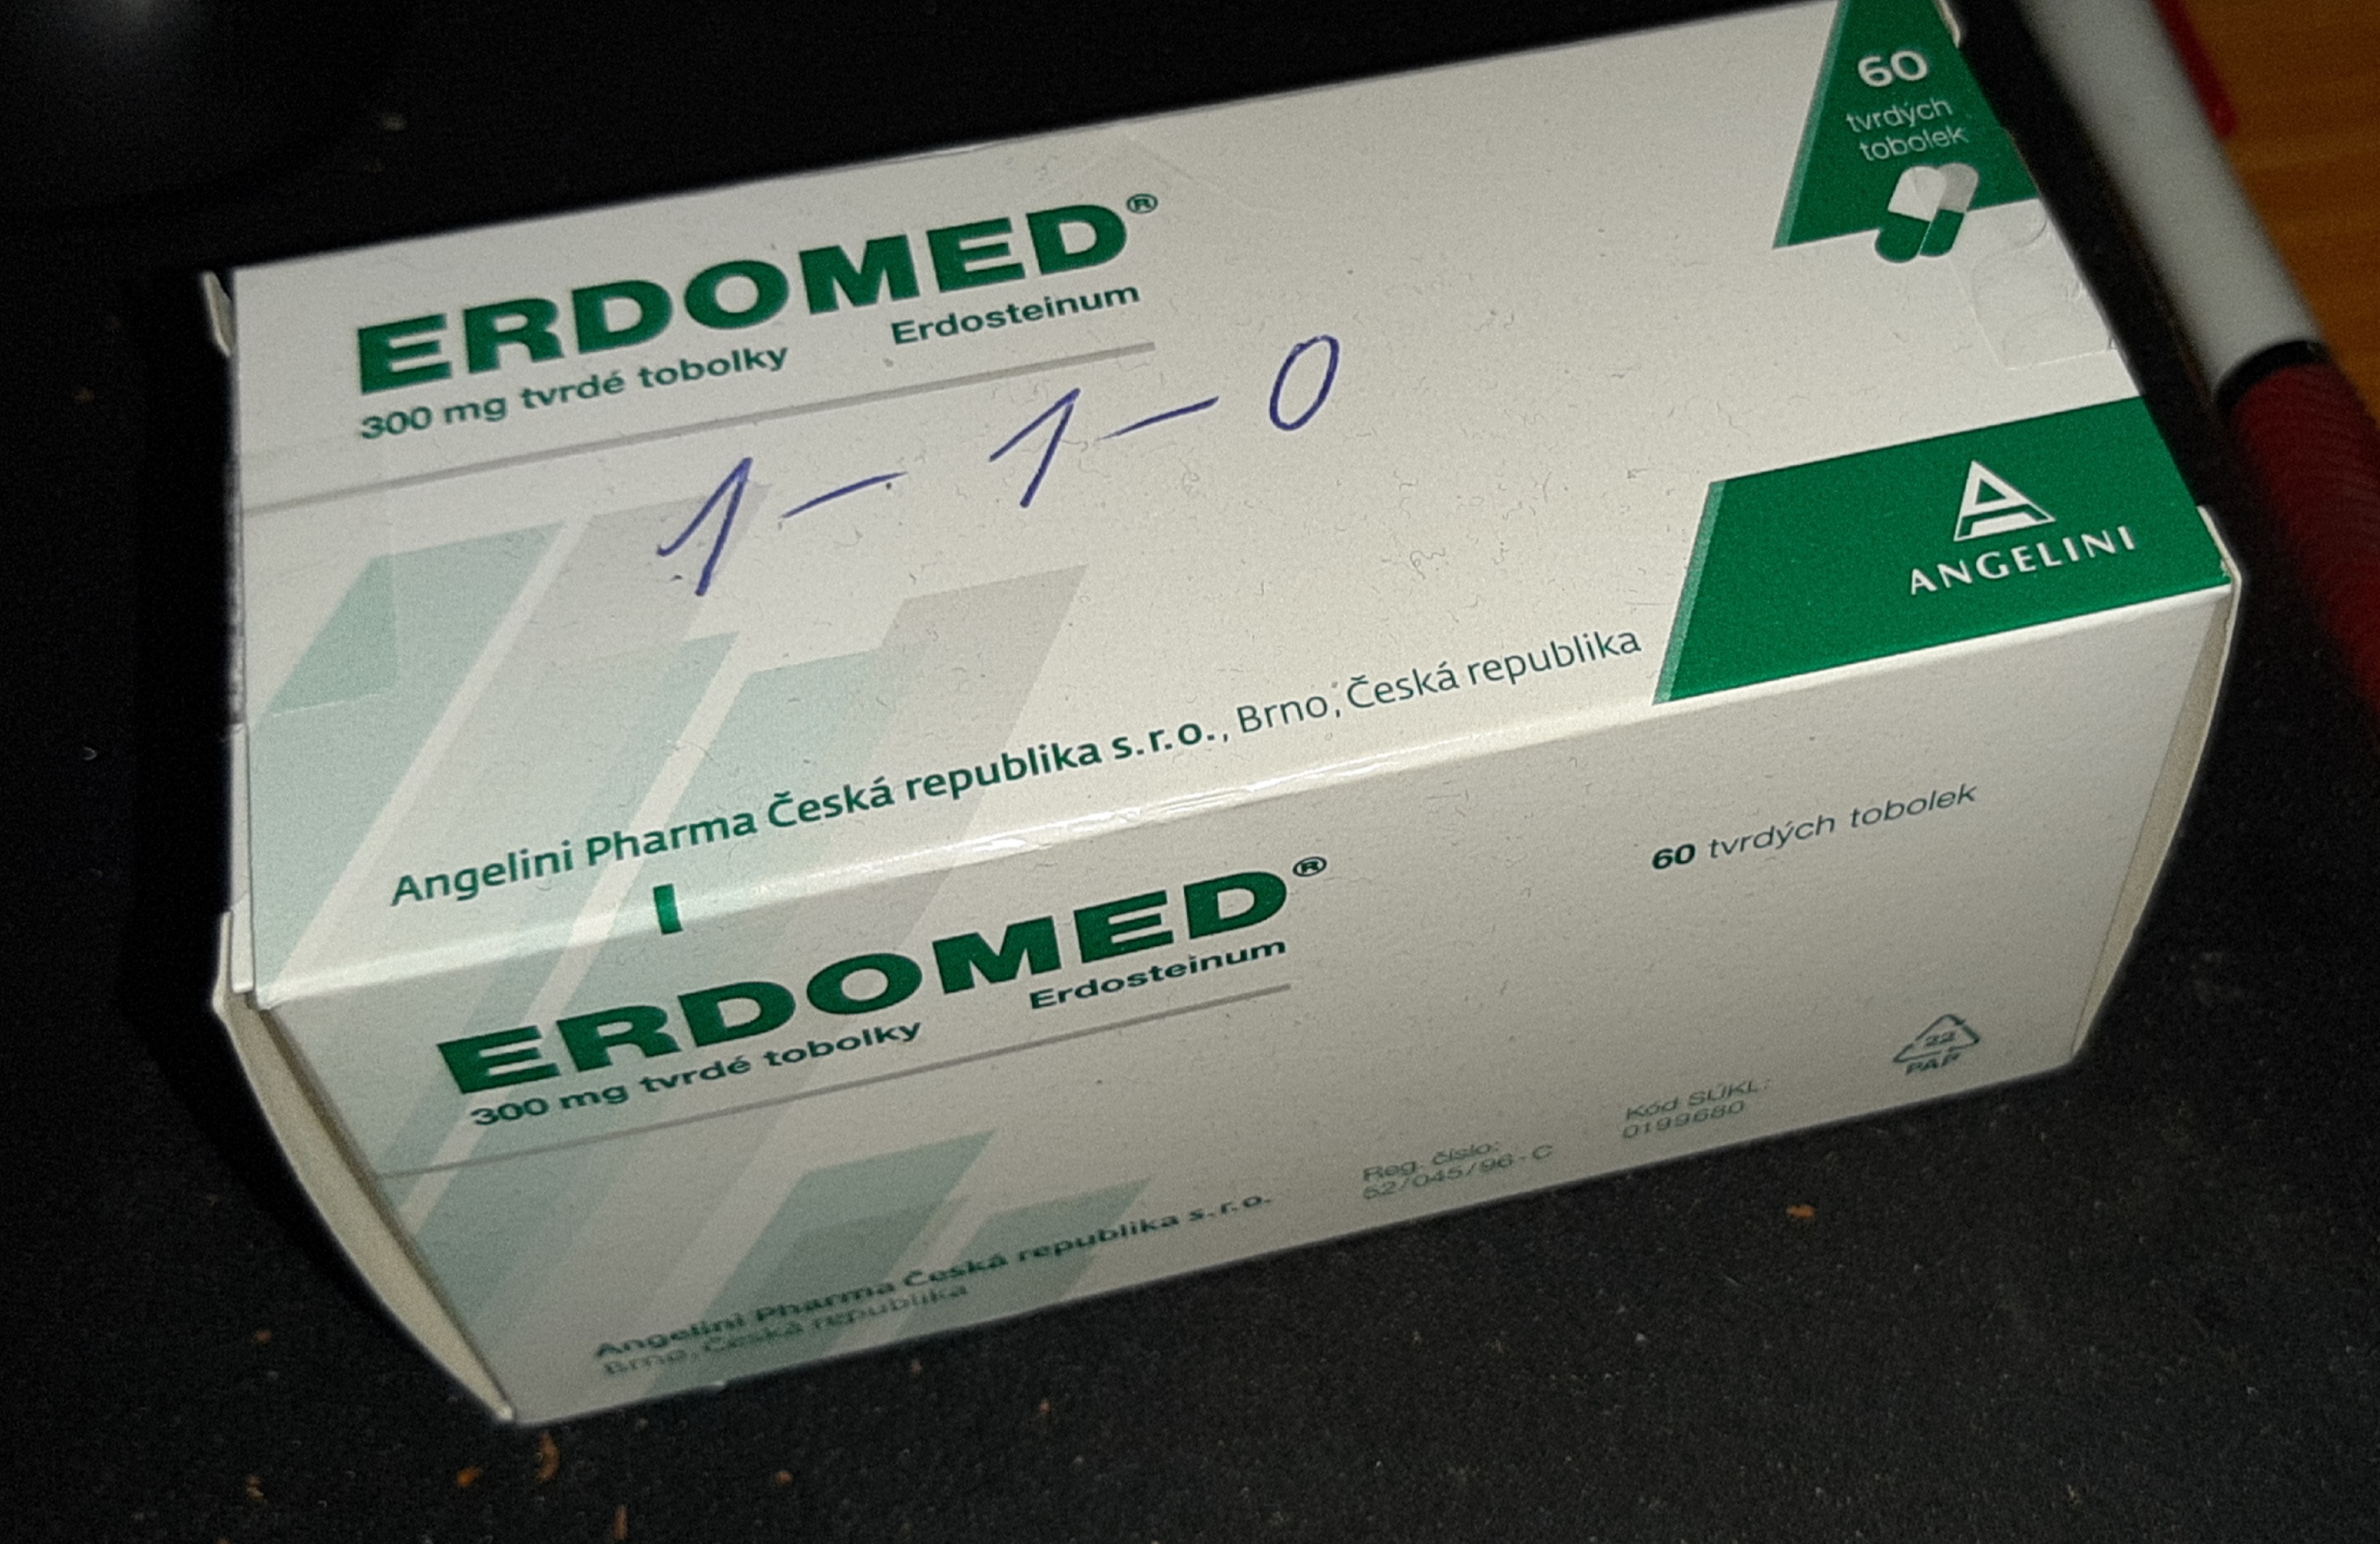 60
tvrdých
tobolek
ERDOMED®
Erdosteinum
300 mg tvrdé tobolky
1 – 1 – 0
ANGELINI
Angelini Pharma Česká republika s.r.o., Brno, Česká republika
60 tvrdých tobolek
ERDOMED®
Erdosteinum
300 mg tvrdé tobolky
22
PAP
Kód SÚKL:
0199680
Reg. číslo:
52/045/96-C
Angelini Pharma Česká republika s.r.o.
Brno, Česká republika